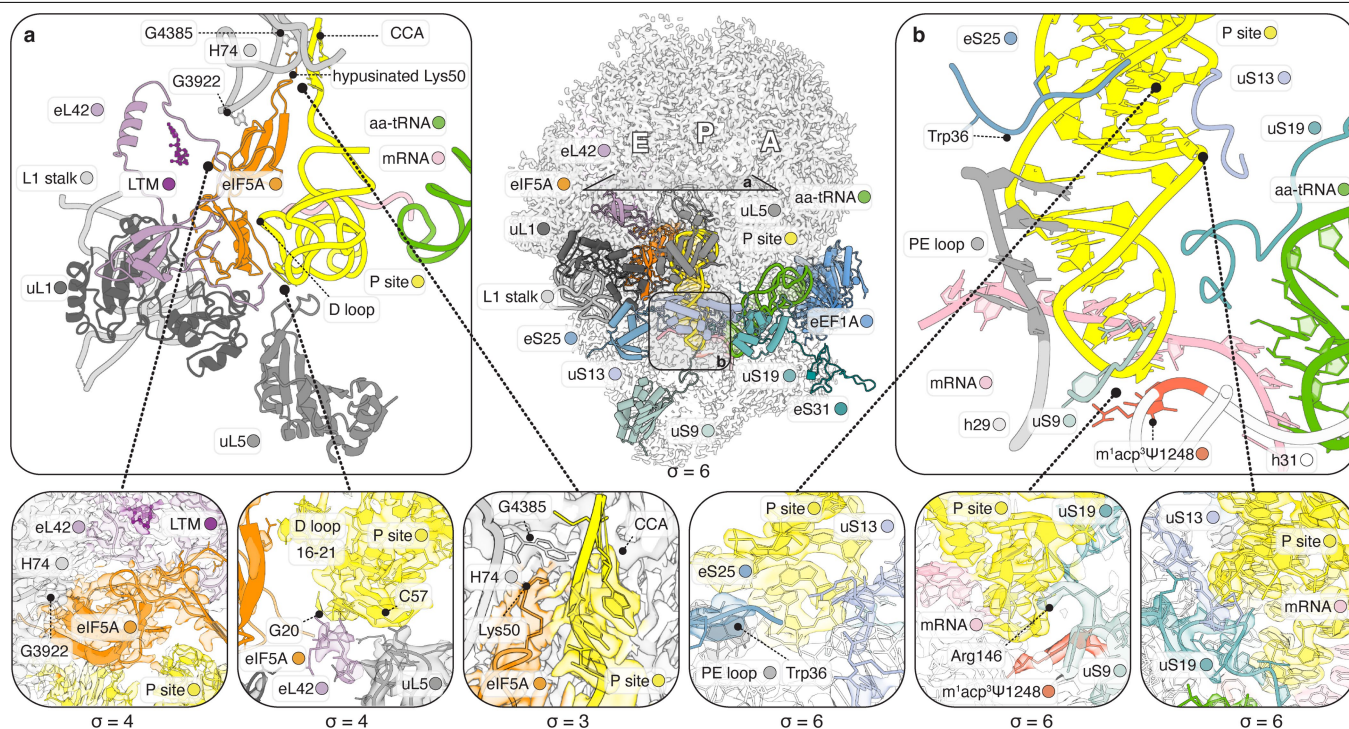 a
G4385
CCA
H74
hypusinated Lys50
G3922
eL42
aa-tRNA
mRNA
L1 stalk
LTM
eIF5A
uL1
P site
D loop
uL5
E P A
eL42
eIF5A
a
aa-tRNA
uL5
uL1
P site
L1 stalk
eEF1A
eS25
b
uS13
uS19
eS31
uS9
σ = 6
b
eS25
P site
uS13
Trp36
uS19
aa-tRNA
PE loop
mRNA
uS9
h29
m¹acp³Ψ1248
h31
eL42
LTM
H74
eIF5A
G3922
P site
σ = 4
D loop
16-21
P site
C57
G20
eIF5A
eL42
uL5
σ = 4
G4385
CCA
H74
Lys50
eIF5A
P site
σ = 3
P site
uS13
eS25
PE loop
Trp36
σ = 6
P site
uS19
mRNA
Arg146
uS9
m¹acp³Ψ1248
σ = 6
uS13
P site
mRNA
uS19
σ = 6